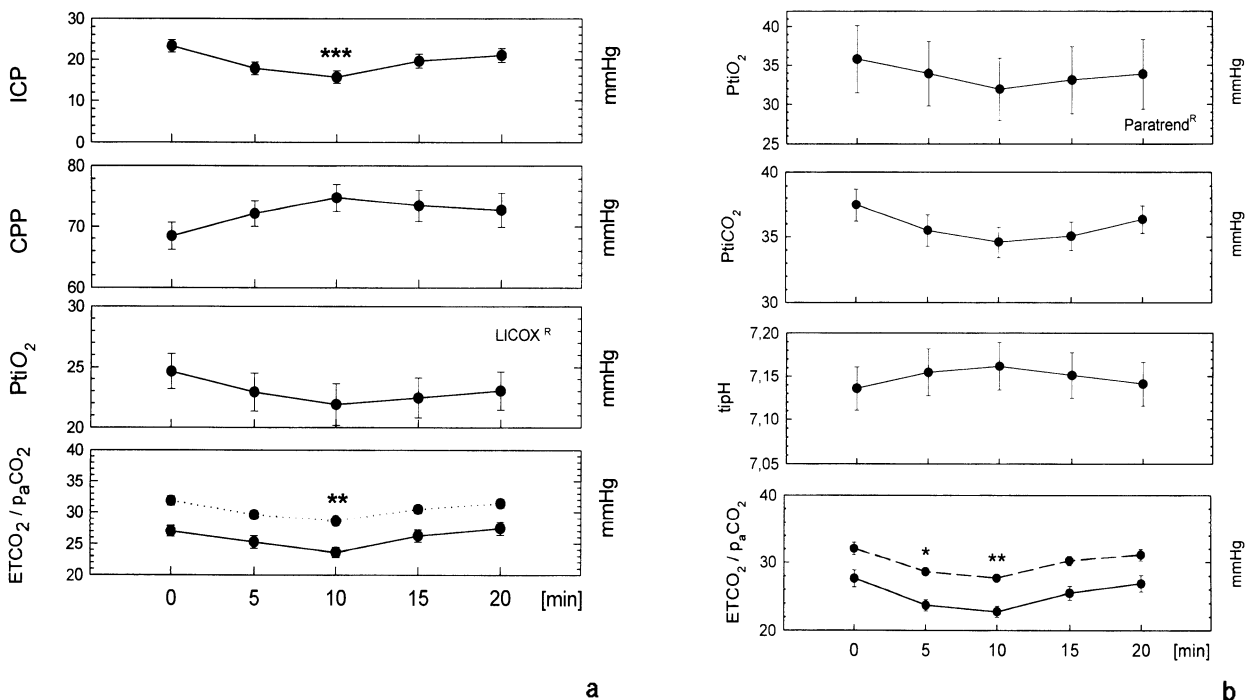 ICP
30
20
10
0
***
mmHg
CPP
80
70
60
mmHg
PtiO2
30
25
20
LICOX R
mmHg
ETCO2 / paCO2
40
35
30
25
20
**
mmHg
0 5 10 15 20 [min]
a
PtiO2
40
35
30
25
ParatrendR
mmHg
PtiCO2
40
35
30
mmHg
tipH
7,20
7,15
7,10
7,05
ETCO2 / paCO2
40
30
20
* **
mmHg
0 5 10 15 20 [min]
b